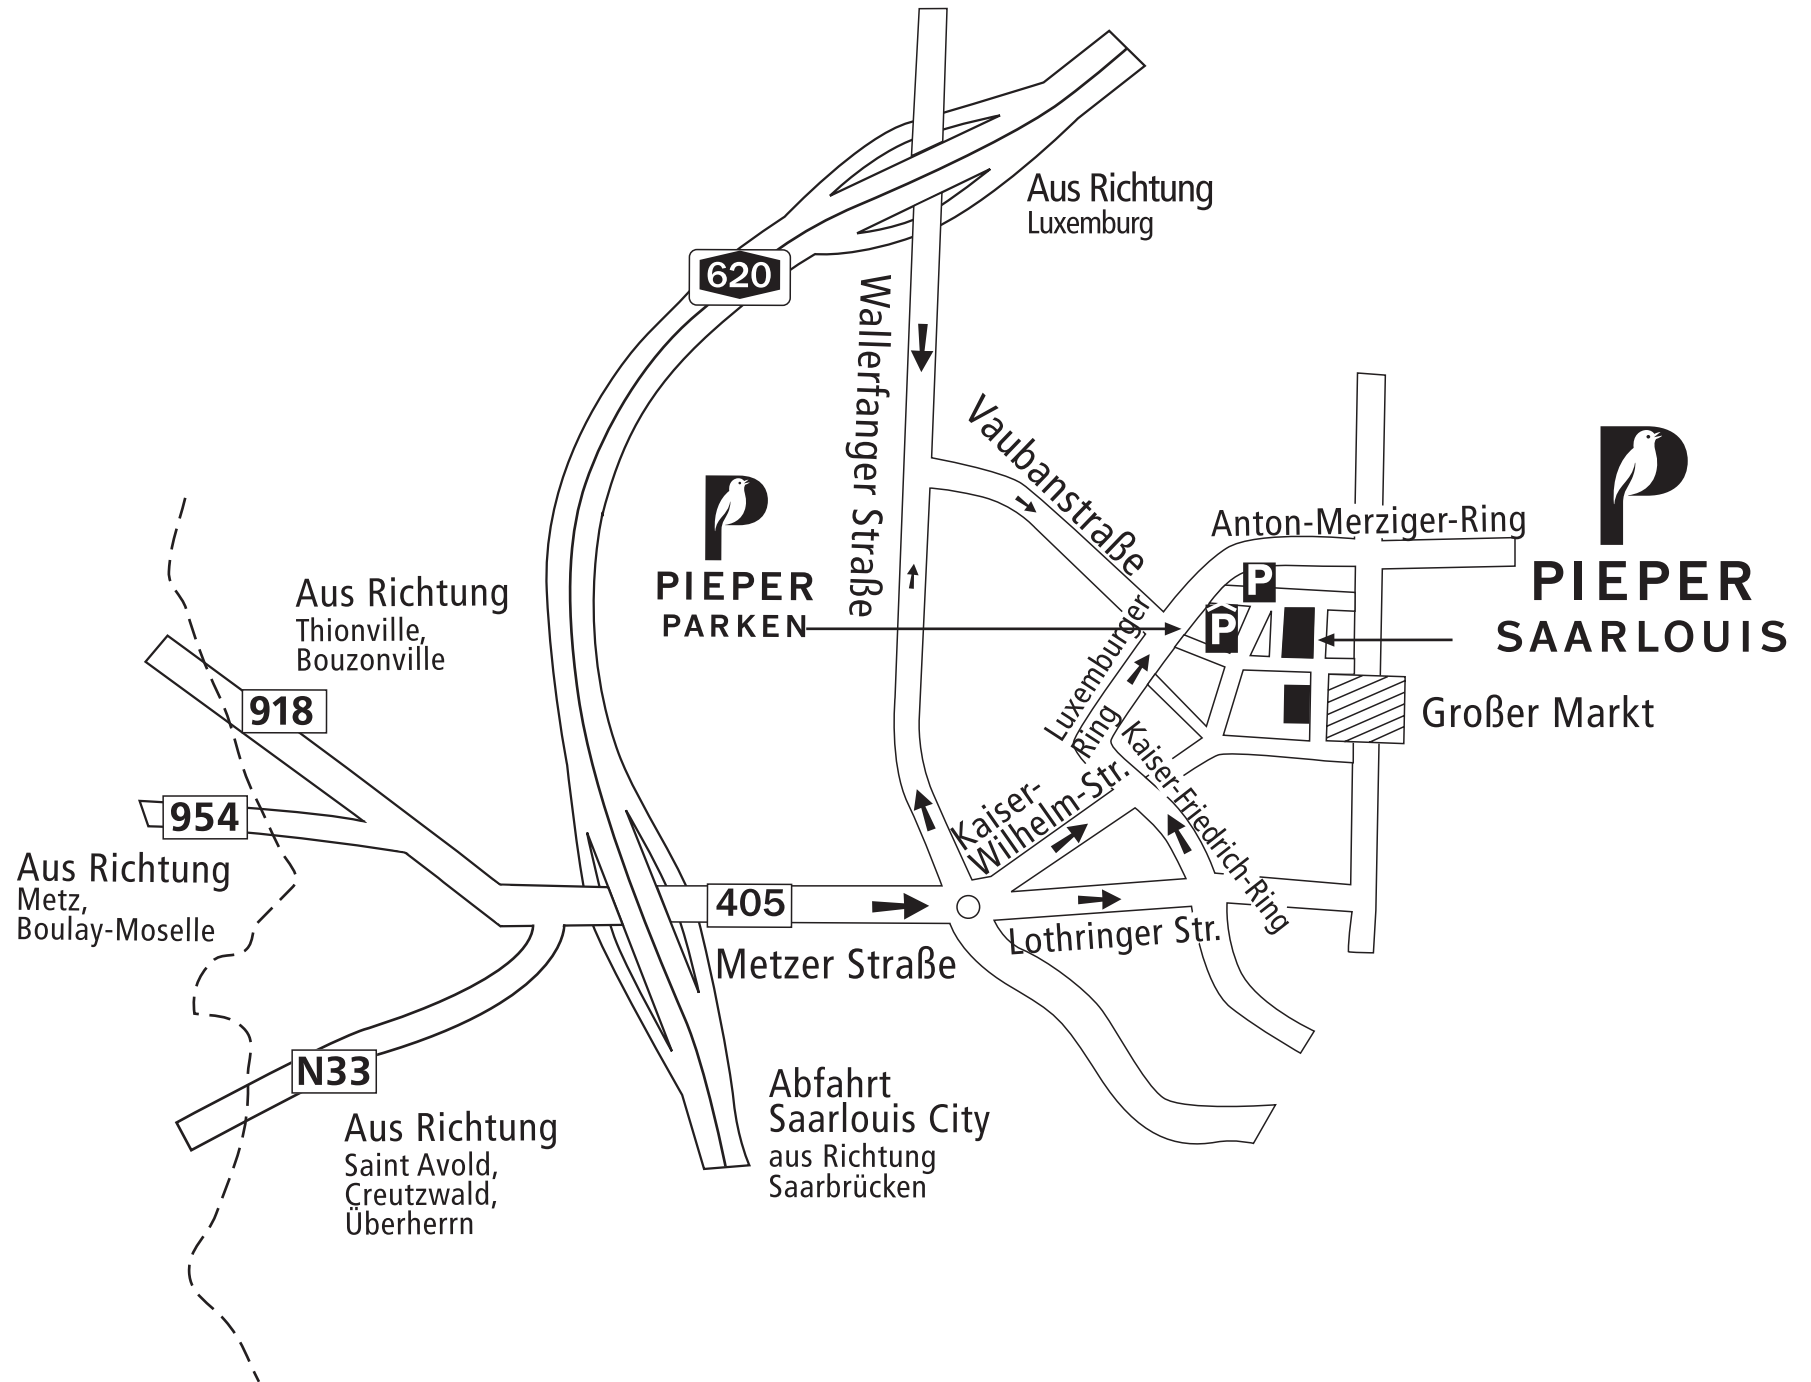 Aus Richtung
Luxemburg
620
Wallerfanger Straße
Vaubanstraße
Anton-Merziger-Ring
PIEPER
SAARLOUIS
PIEPER
PARKEN
P
P
Luxemburger
Ring
Großer Markt
Aus Richtung
Thionville,
Bouzonville
918
954
Aus Richtung
Metz,
Boulay-Moselle
Kaiser-
Wilhelm-Str.
Kaiser-Friedrich-Ring
405
Metzer Straße
Lothringer Str.
N33
Aus Richtung
Saint Avold,
Creutzwald,
Überherrn
Abfahrt
Saarlouis City
aus Richtung
Saarbrücken